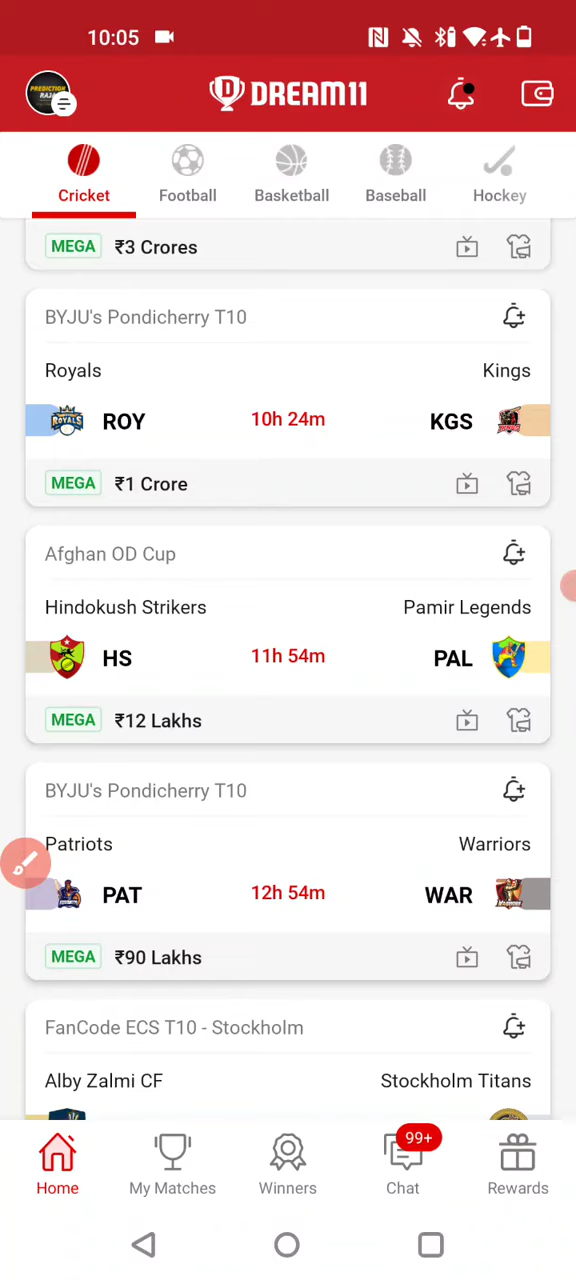 10:05
PREDICTION
DREAM11
Cricket
Football
Basketball
Baseball
Hockey
MEGA ₹3 Crores
BYJU's Pondicherry T10
Royals Kings
ROY 10h 24m KGS
MEGA ₹1 Crore
Afghan OD Cup
Hindokush Strikers Pamir Legends
HS 11h 54m PAL
MEGA ₹12 Lakhs
BYJU's Pondicherry T10
Patriots Warriors
PAT 12h 54m WAR
MEGA ₹90 Lakhs
FanCode ECS T10 - Stockholm
Alby Zalmi CF Stockholm Titans
99+
Home My Matches Winners Chat Rewards